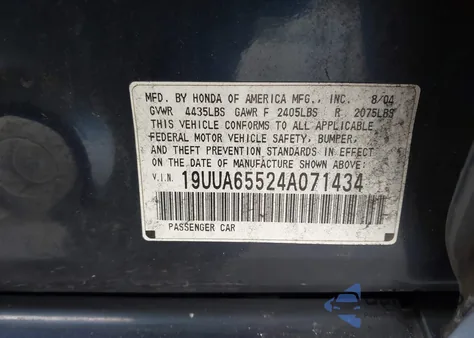 MFD. BY HONDA OF AMERICA MFG., INC. 8/04
GVWR 4435LBS GAWR F 2405LBS R 2075LBS
THIS VEHICLE CONFORMS TO ALL APPLICABLE
FEDERAL MOTOR VEHICLE SAFETY, BUMPER,
AND THEFT PREVENTION STANDARDS IN EFFECT
ON THE DATE OF MANUFACTURE SHOWN ABOVE.
V.I.N. 19UUA65524A071434
PASSENGER CAR